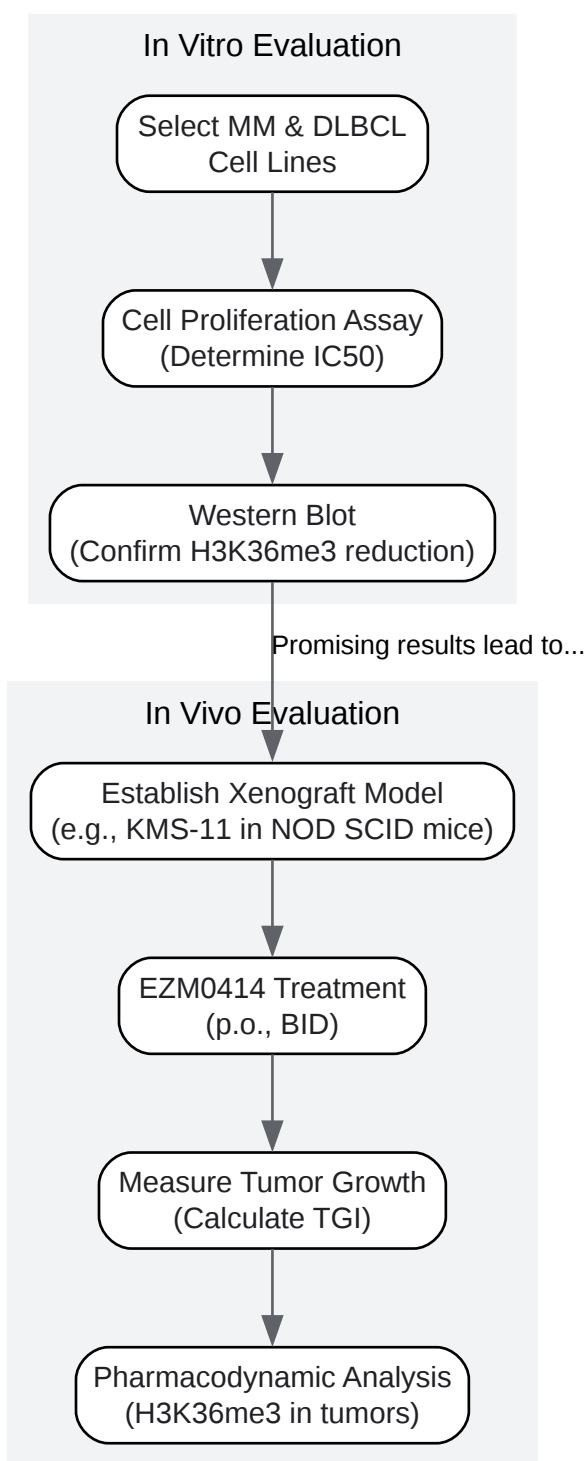 In Vitro Evaluation
Select MM & DLBCL
Cell Lines
Cell Proliferation Assay
(Determine IC50)
Western Blot
(Confirm H3K36me3 reduction)
Promising results lead to...
In Vivo Evaluation
Establish Xenograft Model
(e.g., KMS-11 in NOD SCID mice)
EZM0414 Treatment
(p.o., BID)
Measure Tumor Growth
(Calculate TGI)
Pharmacodynamic Analysis
(H3K36me3 in tumors)